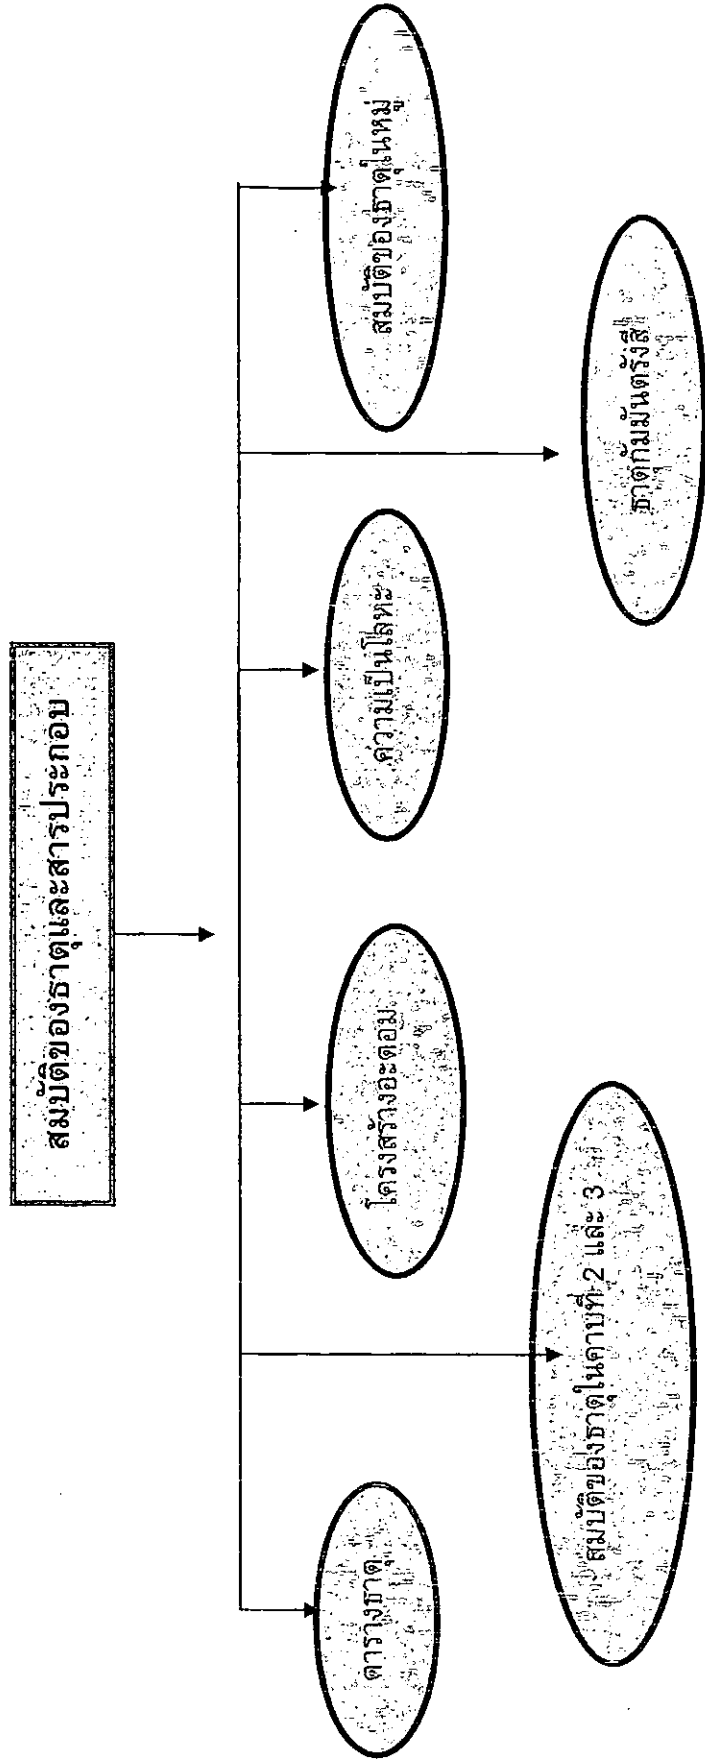 สมบัติของธาตุและสารประกอบ
ตารางธาตุ
สมบัติของธาตุในคาบที่ 2 และ 3
โครงสร้างอะตอม
ความเป็นโลหะ
ธาตุกัมมันตรังสี
สมบัติของธาตุในหมู่